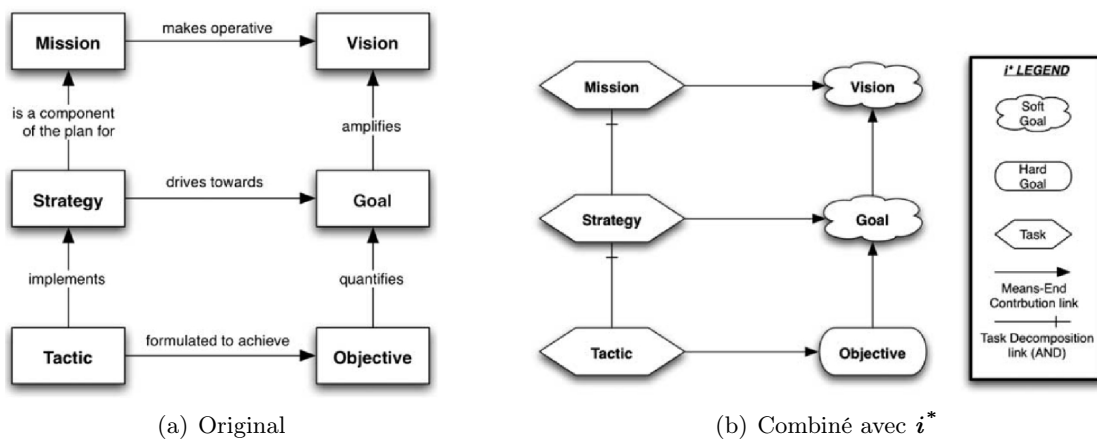 Mission
makes operative
Vision
is a component
of the plan for
amplifies
Strategy
drives towards
Goal
implements
quantifies
Tactic
formulated to achieve
Objective
(a) Original
Mission
Vision
Strategy
Goal
Tactic
Objective
i* LEGEND
Soft
Goal
Hard
Goal
Task
Means-End
Contrbution link
Task Decomposition
link (AND)
(b) Combiné avec i*